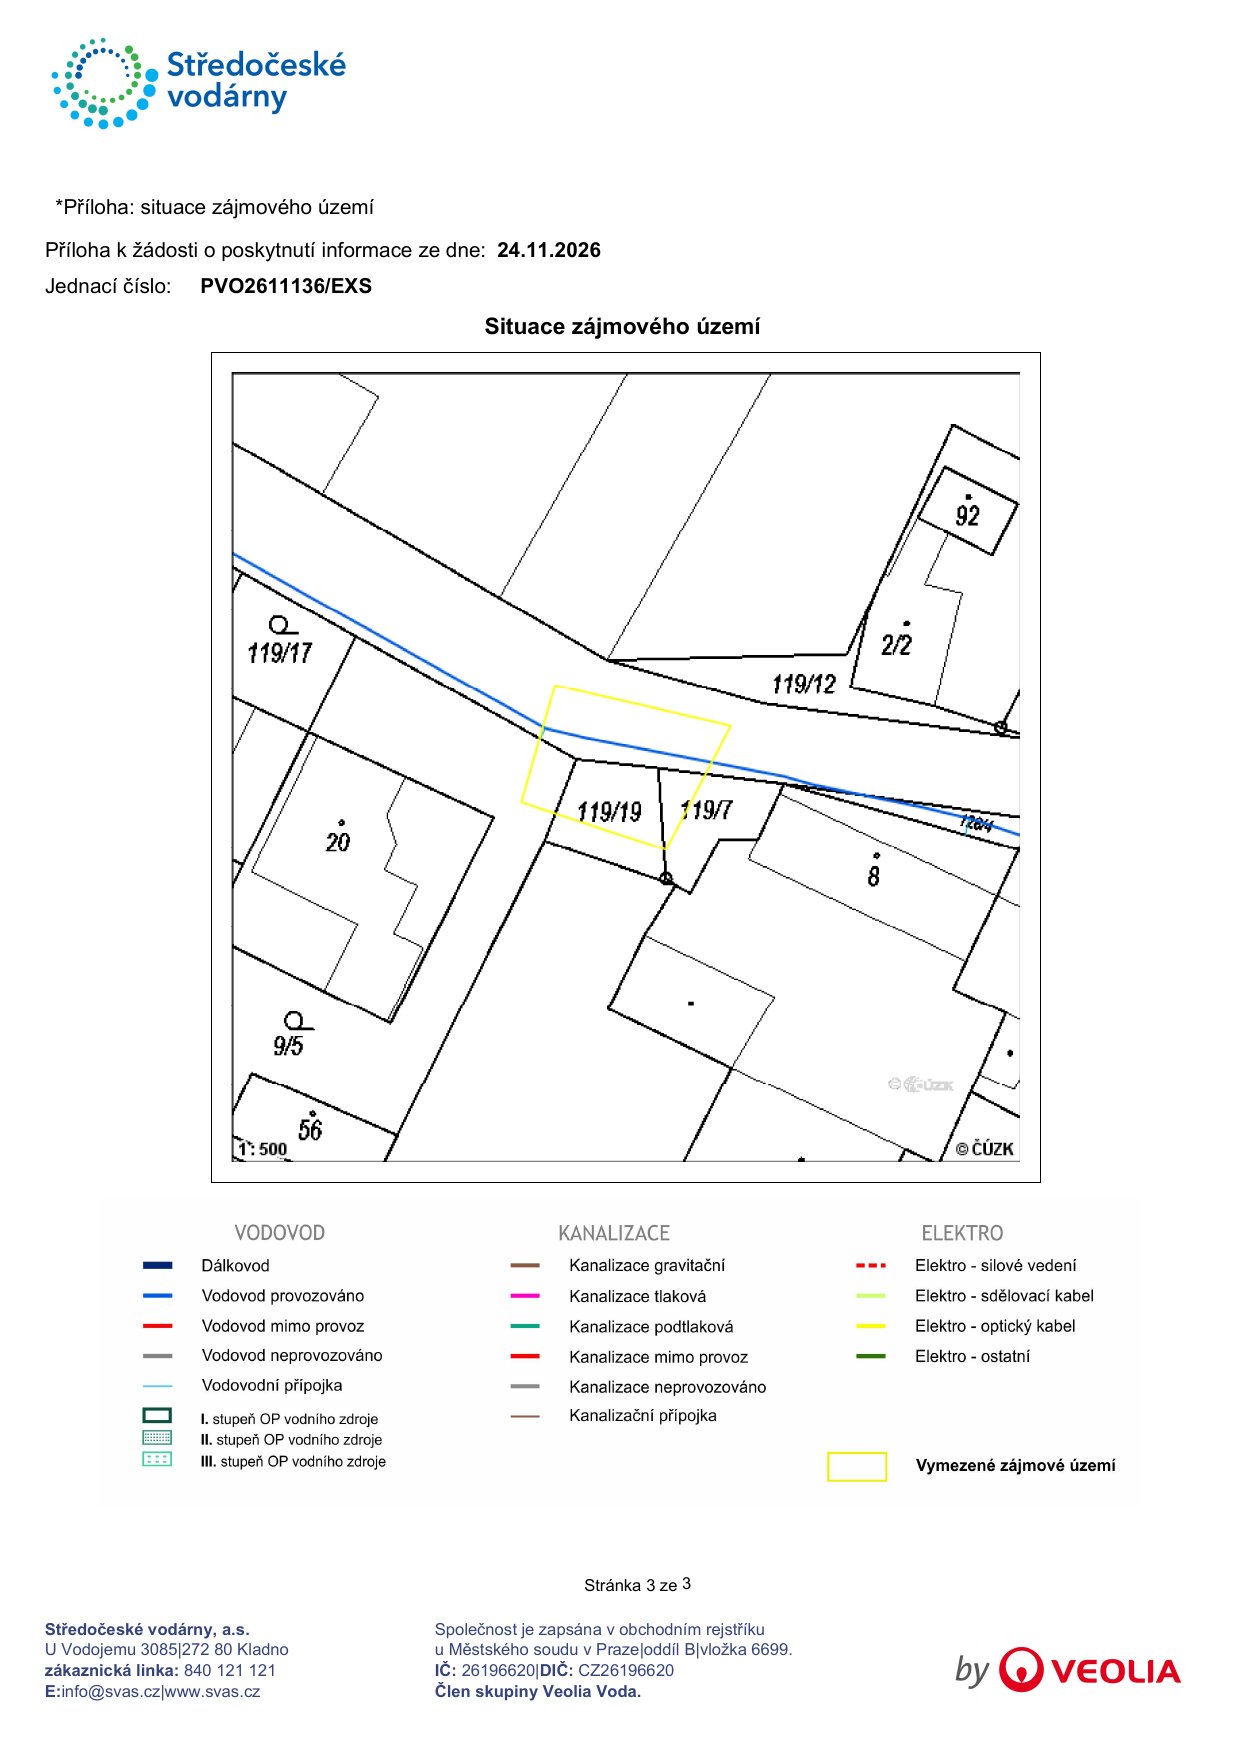 Středočeské
vodárny
*Příloha: situace zájmového území
Příloha k žádosti o poskytnutí informace ze dne: 24.11.2026
Jednací číslo: PVO2611136/EXS
Situace zájmového území
92
2/2
119/17
119/12
119/19
119/7
128/4
20
8
9/5
56
© ČÚZK
1 : 500
© ČÚZK
VODOVOD
Dálkovod
Vodovod provozováno
Vodovod mimo provoz
Vodovod neprovozováno
Vodovodní přípojka
I. stupeň OP vodního zdroje
II. stupeň OP vodního zdroje
III. stupeň OP vodního zdroje
KANALIZACE
Kanalizace gravitační
Kanalizace tlaková
Kanalizace podtlaková
Kanalizace mimo provoz
Kanalizace neprovozováno
Kanalizační přípojka
ELEKTRO
Elektro - silové vedení
Elektro - sdělovací kabel
Elektro - optický kabel
Elektro - ostatní
Vymezené zájmové území
Stránka 3 ze 3
Středočeské vodárny, a.s.
U Vodojemu 3085|272 80 Kladno
zákaznická linka: 840 121 121
E:info@svas.cz|www.svas.cz
Společnost je zapsána v obchodním rejstříku
u Městského soudu v Praze|oddíl B|vložka 6699.
IČ: 26196620|DIČ: CZ26196620
Člen skupiny Veolia Voda.
by VEOLIA